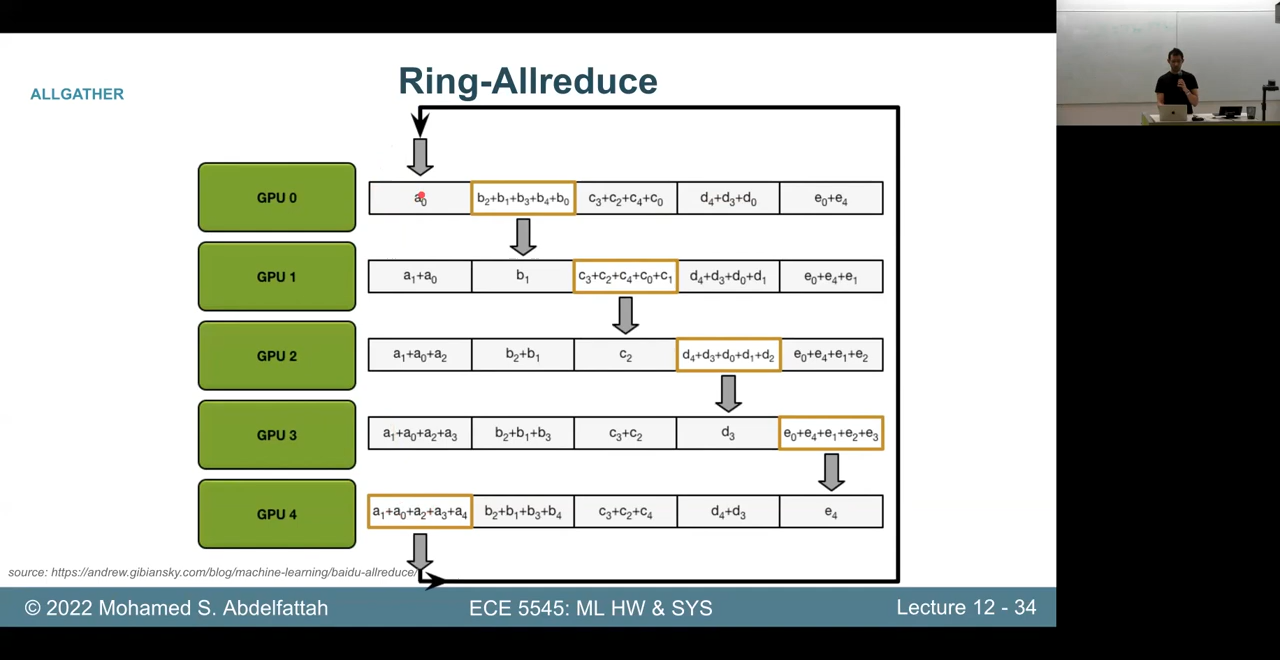 Ring-Allreduce
ALLGATHER
GPU 0
a₀
b₂+b₁+b₃+b₄+b₀
c₃+c₂+c₄+c₀
d₄+d₃+d₀
e₀+e₄
GPU 1
a₁+a₀
b₁
c₃+c₂+c₄+c₀+c₁
d₄+d₃+d₀+d₁
e₀+e₄+e₁
GPU 2
a₁+a₀+a₂
b₂+b₁
c₂
d₄+d₃+d₀+d₁+d₂
e₀+e₄+e₁+e₂
GPU 3
a₁+a₀+a₂+a₃
b₂+b₁+b₃
c₃+c₂
d₃
e₀+e₄+e₁+e₂+e₃
GPU 4
a₁+a₀+a₂+a₃+a₄
b₂+b₁+b₃+b₄
c₃+c₂+c₄
d₄+d₃
e₄
source: https://andrew.gibiansky.com/blog/machine-learning/baidu-allreduce/
© 2022 Mohamed S. Abdelfattah
ECE 5545: ML HW & SYS
Lecture 12 - 34